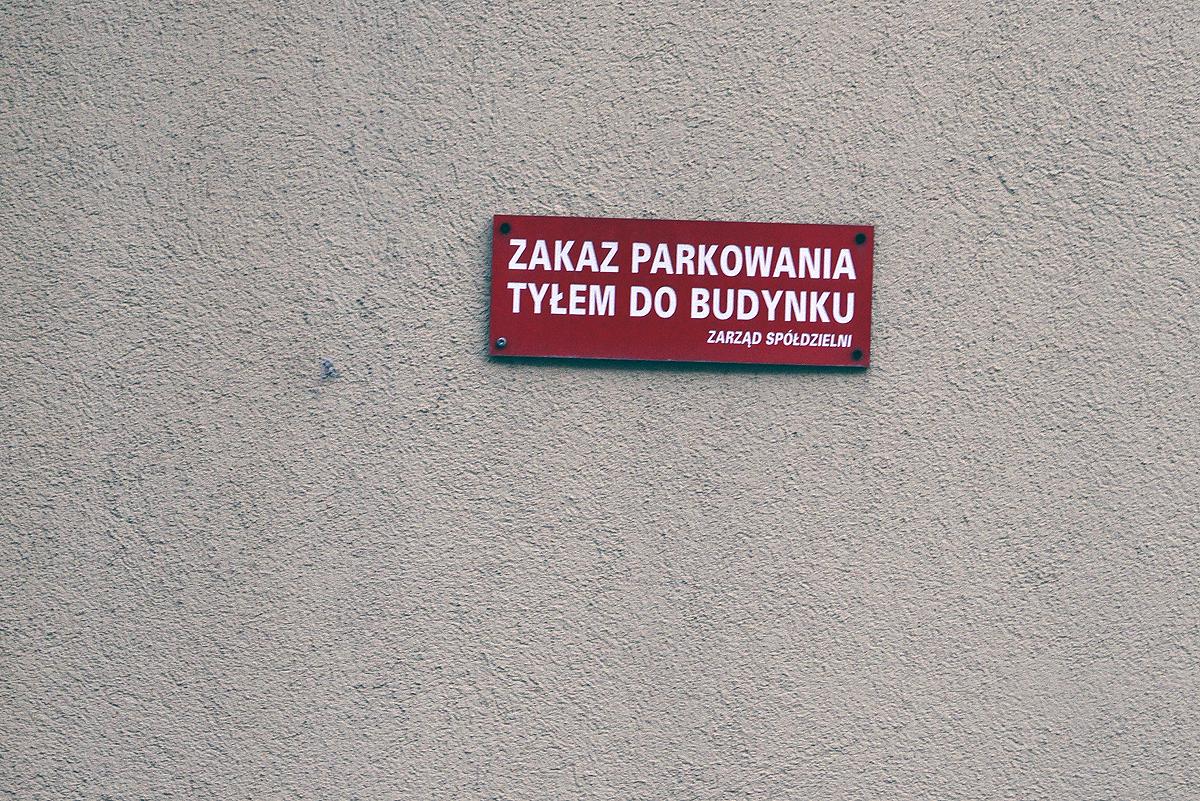 ZAKAZ PARKOWANIA
TYŁEM DO BUDYNKU
ZARZĄD SPÓŁDZIELNI